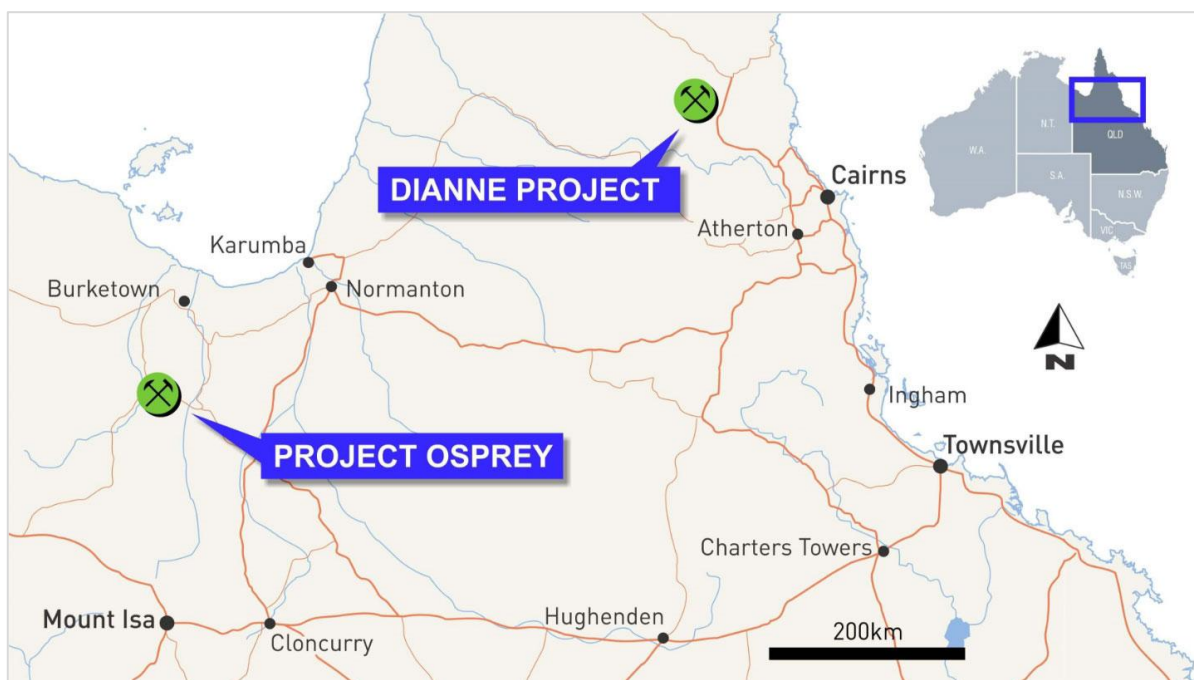 N.T.
QLD
W.A.
S.A.
N.S.W.
VIC
TAS
DIANNE PROJECT
Cairns
Atherton
Karumba
Burketown
Normanton
N
Ingham
PROJECT OSPREY
Townsville
Charters Towers
Mount Isa
Cloncurry
Hughenden
200km